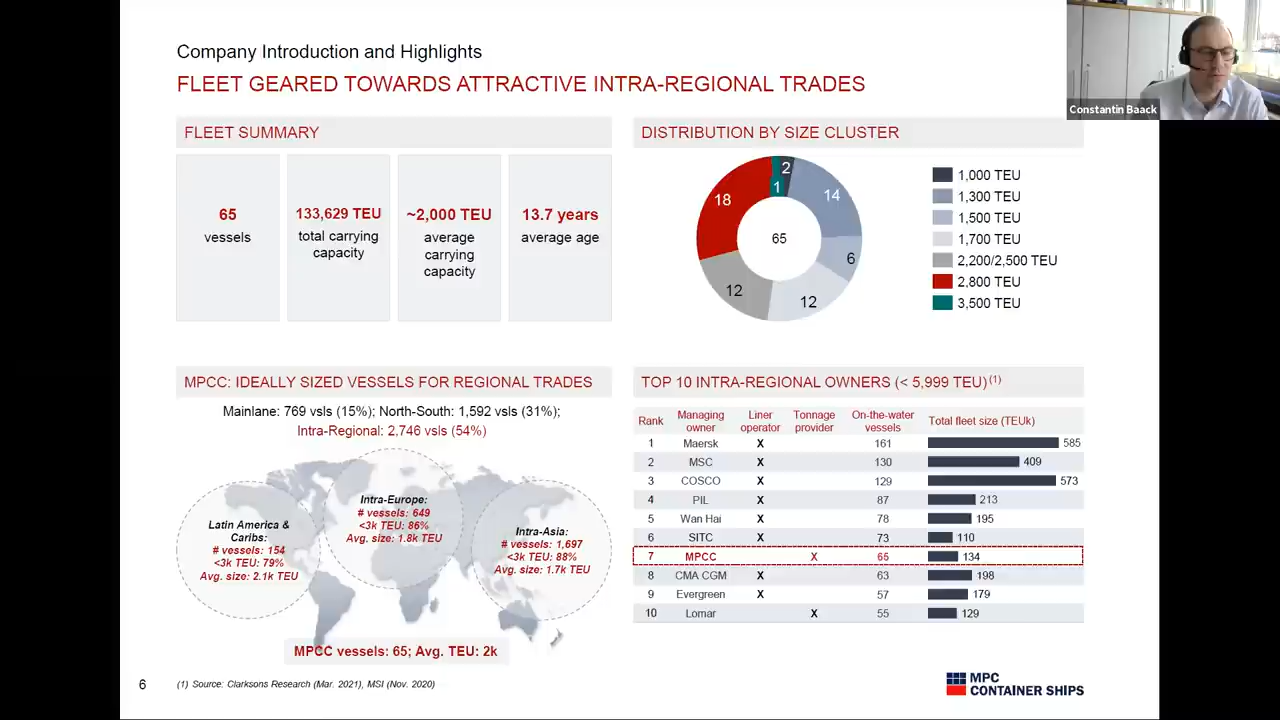 Company Introduction and Highlights
FLEET GEARED TOWARDS ATTRACTIVE INTRA-REGIONAL TRADES
Constantin Baack
FLEET SUMMARY
65
vessels
133,629 TEU
total carrying
capacity
~2,000 TEU
average
carrying
capacity
13.7 years
average age
DISTRIBUTION BY SIZE CLUSTER
2
14
6
12
12
18
1
65
1,000 TEU
1,300 TEU
1,500 TEU
1,700 TEU
2,200/2,500 TEU
2,800 TEU
3,500 TEU
MPCC: IDEALLY SIZED VESSELS FOR REGIONAL TRADES
Mainlane: 769 vsls (15%); North-South: 1,592 vsls (31%);
Intra-Regional: 2,746 vsls (54%)
Latin America &
Caribs:
# vessels: 154
<3k TEU: 79%
Avg. size: 2.1k TEU
Intra-Europe:
# vessels: 649
<3k TEU: 86%
Avg. size: 1.8k TEU
Intra-Asia:
# vessels: 1,697
<3k TEU: 88%
Avg. size: 1.7k TEU
MPCC vessels: 65; Avg. TEU: 2k
TOP 10 INTRA-REGIONAL OWNERS (< 5,999 TEU) (1)
Rank Managing owner Liner operator Tonnage provider On-the-water vessels Total fleet size (TEUk)
1 Maersk X 161 585
2 MSC X 130 409
3 COSCO X 129 573
4 PIL X 87 213
5 Wan Hai X 78 195
6 SITC X 73 110
7 MPCC X 65 134
8 CMA CGM X 63 198
9 Evergreen X 57 179
10 Lomar X 55 129
6
(1) Source: Clarksons Research (Mar. 2021), MSI (Nov. 2020)
MPC
CONTAINER SHIPS